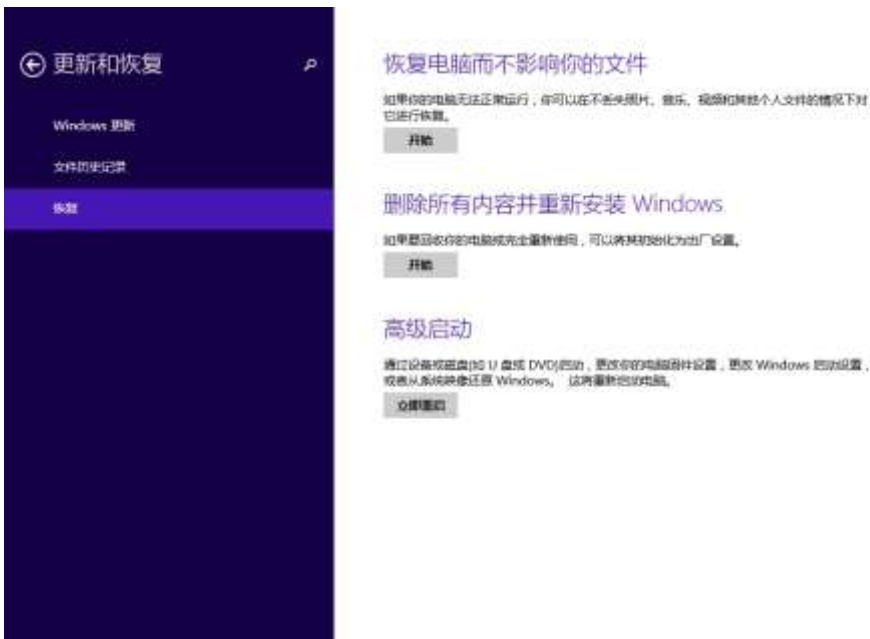 更新和恢复
Windows 更新
文件历史记录
恢复
恢复电脑而不影响你的文件
如果你的电脑无法正常运行，你可以在不丢失照片、音乐、视频和其他个人文件的情况下对
它进行恢复。
开始
删除所有内容并重新安装 Windows
如果要回收你的电脑或完全重新使用，可以将其初始化为出厂设置。
开始
高级启动
通过设备或磁盘(如 U 盘或 DVD)启动，更改你的电脑固件设置，更改 Windows 启动设置，
或者从系统映像还原 Windows。 这将重新启动电脑。
立即重启